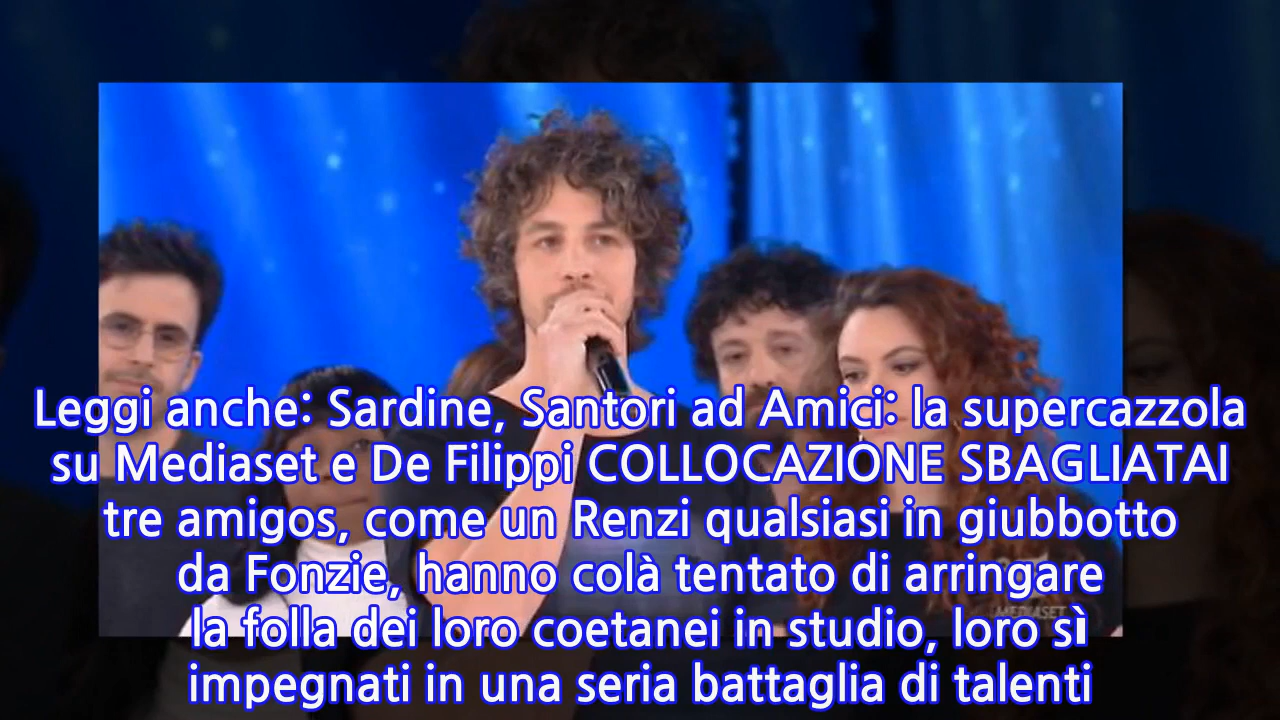 Leggi anche: Sardine, Santori ad Amici: la supercazzola
su Mediaset e De Filippi COLLOCAZIONE SBAGLIATAI
tre amigos, come un Renzi qualsiasi in giubbotto
da Fonzie, hanno colà tentato di arringare
la folla dei loro coetanei in studio, loro sì
impegnati in una seria battaglia di talenti
MEDIASET